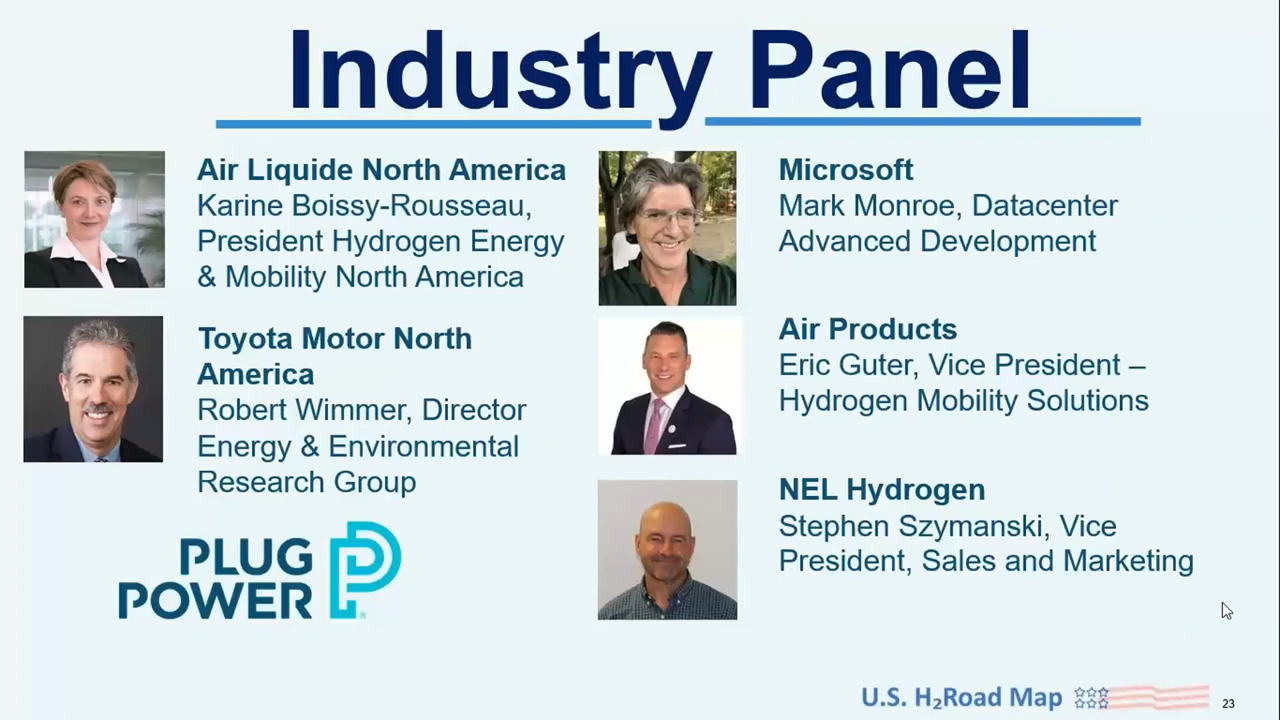 Industry Panel
Air Liquide North America
Karine Boissy-Rousseau,
President Hydrogen Energy
& Mobility North America
Toyota Motor North
America
Robert Wimmer, Director
Energy & Environmental
Research Group
PLUG
POWER
Microsoft
Mark Monroe, Datacenter
Advanced Development
Air Products
Eric Guter, Vice President –
Hydrogen Mobility Solutions
NEL Hydrogen
Stephen Szymanski, Vice
President, Sales and Marketing
U.S. H₂Road Map
23